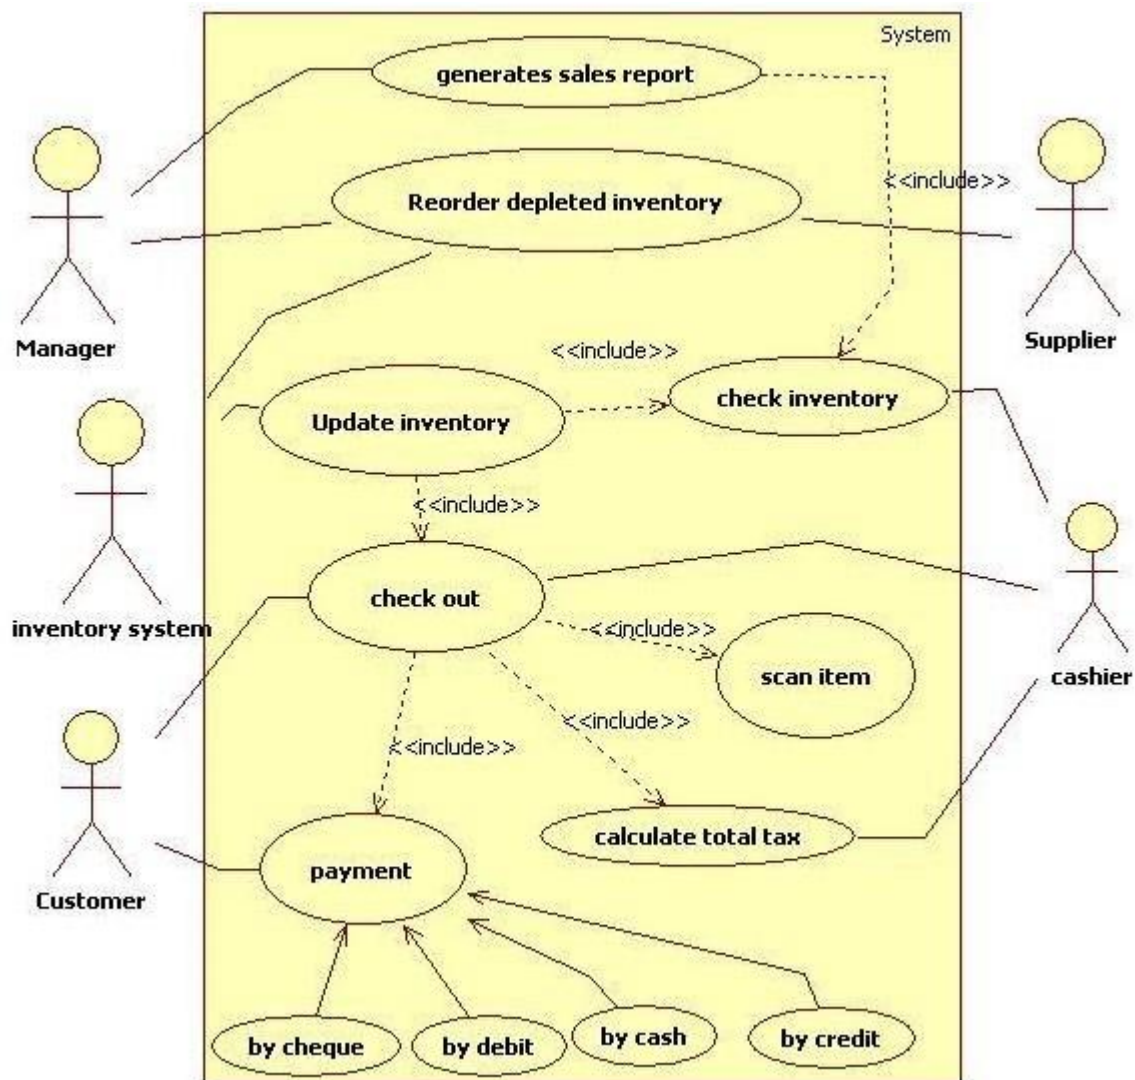 System
generates sales report
<<include>>
Reorder depleted inventory
Manager
Supplier
<<include>>
check inventory
Update inventory
<<include>>
check out
inventory system
<<include>>
scan item
cashier
<<include>>
<<include>>
calculate total tax
payment
Customer
by cheque
by debit
by cash
by credit